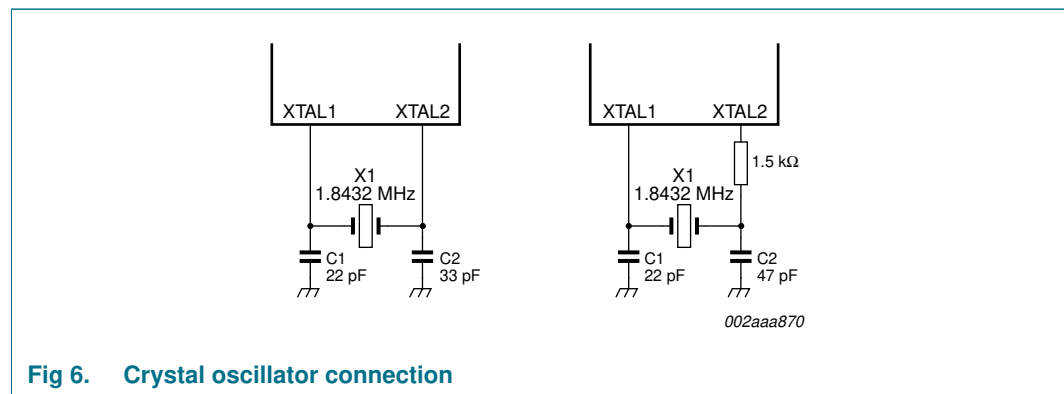 XTAL1 XTAL2
X1
1.8432 MHz
C1
22 pF
C2
33 pF
XTAL1 XTAL2
1.5 kΩ
X1
1.8432 MHz
C1
22 pF
C2
47 pF
002aaa870
Fig 6. Crystal oscillator connection